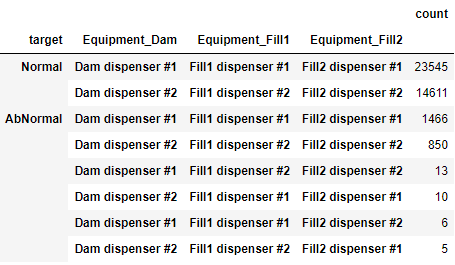 count
target Equipment_Dam Equipment_Fill1 Equipment_Fill2
Normal Dam dispenser #1 Fill1 dispenser #1 Fill2 dispenser #1 23545
Dam dispenser #2 Fill1 dispenser #2 Fill2 dispenser #2 14611
AbNormal Dam dispenser #1 Fill1 dispenser #1 Fill2 dispenser #1 1466
Dam dispenser #2 Fill1 dispenser #2 Fill2 dispenser #2 850
Dam dispenser #1 Fill1 dispenser #2 Fill2 dispenser #2 13
Dam dispenser #2 Fill1 dispenser #1 Fill2 dispenser #1 10
Dam dispenser #1 Fill1 dispenser #1 Fill2 dispenser #2 6
Dam dispenser #2 Fill1 dispenser #2 Fill2 dispenser #1 5